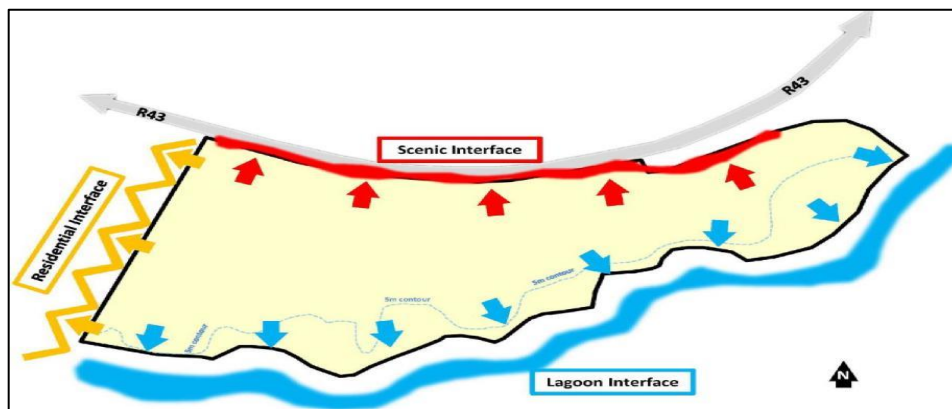 R43
R43
Scenic Interface
Residential Interface
5m contour
5m contour
5m contour
Lagoon Interface
N